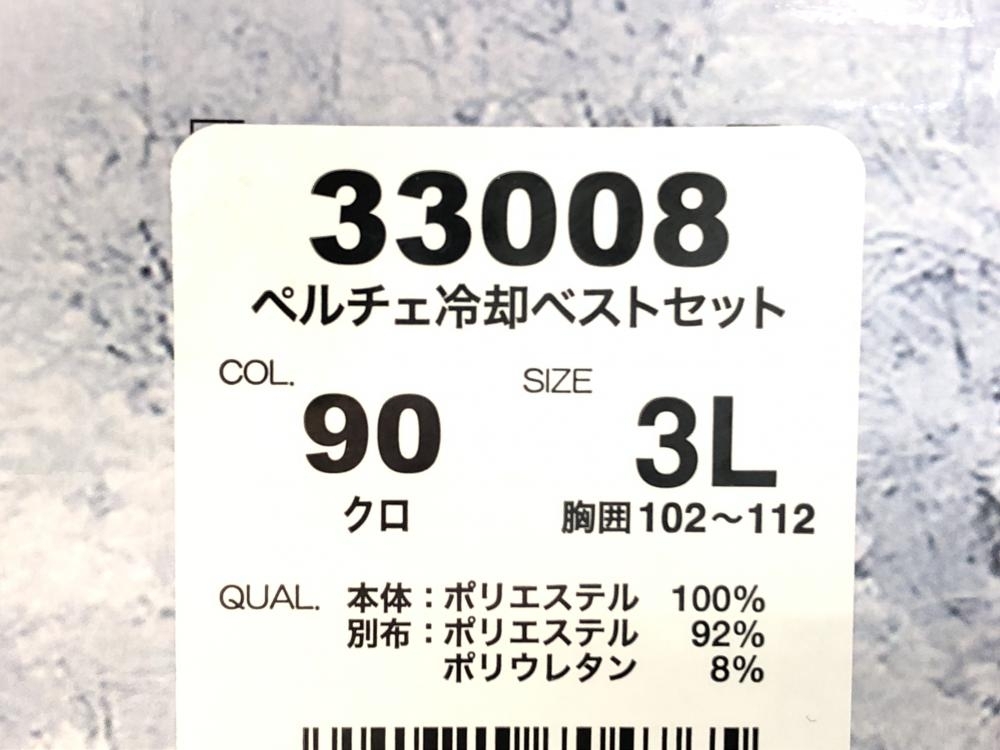 33008
ペルチェ冷却ベストセット
COL. SIZE
90 3L
クロ 胸囲102～112
QUAL. 本体：ポリエステル 100%
別布：ポリエステル 92%
ポリウレタン 8%